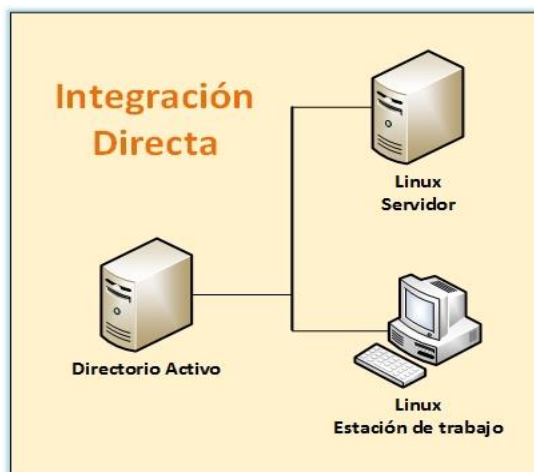 Integración
Directa
Linux
Servidor
Directorio Activo
Linux
Estación de trabajo